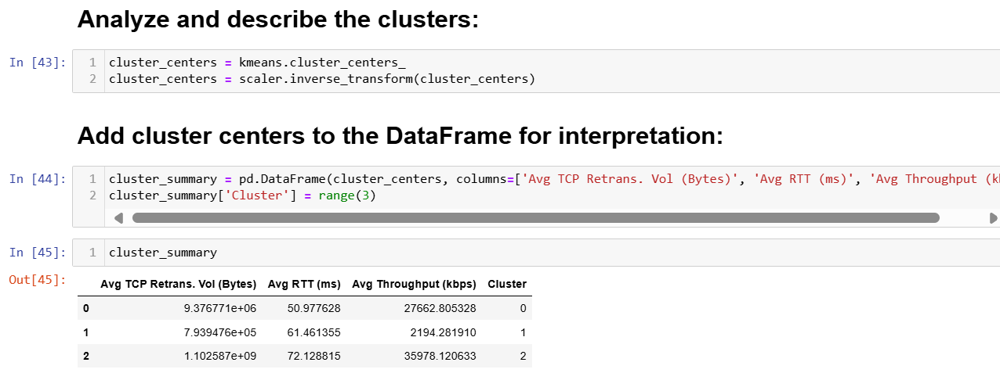 Analyze and describe the clusters:
In [43]: 1 cluster_centers = kmeans.cluster_centers_
2 cluster_centers = scaler.inverse_transform(cluster_centers)
Add cluster centers to the DataFrame for interpretation:
In [44]: 1 cluster_summary = pd.DataFrame(cluster_centers, columns=['Avg TCP Retrans. Vol (Bytes)', 'Avg RTT (ms)', 'Avg Throughput (k
2 cluster_summary['Cluster'] = range(3)
In [45]: 1 cluster_summary
Out[45]:
Avg TCP Retrans. Vol (Bytes) Avg RTT (ms) Avg Throughput (kbps) Cluster
0 9.376771e+06 50.977628 27662.805328 0
1 7.939476e+05 61.461355 2194.281910 1
2 1.102587e+09 72.128815 35978.120633 2